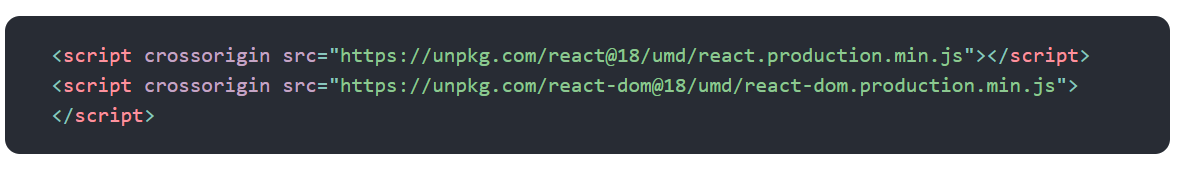 <script crossorigin src="https://unpkg.com/react@18/umd/react.production.min.js"></script>
<script crossorigin src="https://unpkg.com/react-dom@18/umd/react-dom.production.min.js">
</script>